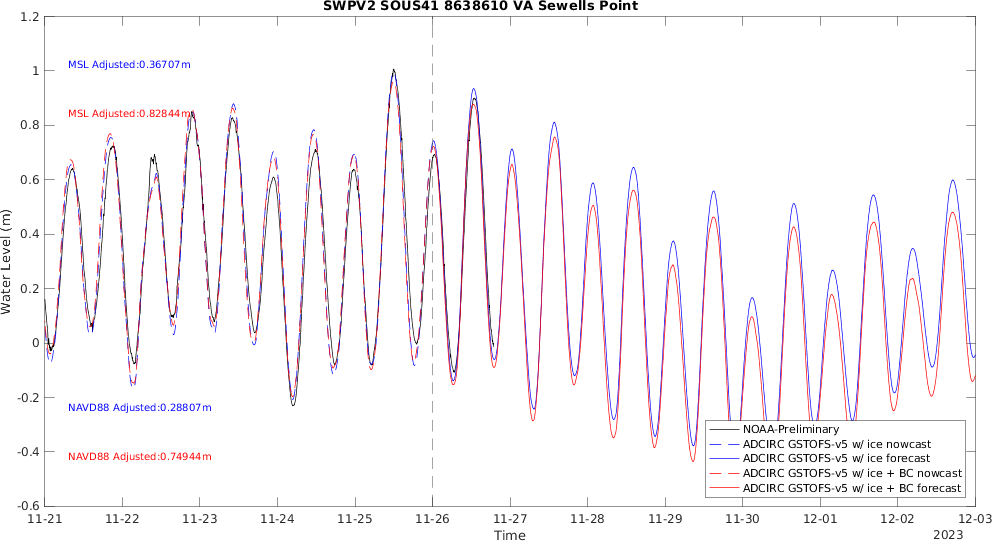 SWPV2 SOUS41 8638610 VA Sewells Point
1.2
1
0.8
0.6
0.4
0.2
0
-0.2
-0.4
-0.6
Water Level (m)
MSL Adjusted:0.36707m
MSL Adjusted:0.82844m
NAVD88 Adjusted:0.28807m
NAVD88 Adjusted:0.74944m
NOAA-Preliminary
ADCIRC GSTOFS-v5 w/ ice nowcast
ADCIRC GSTOFS-v5 w/ ice forecast
ADCIRC GSTOFS-v5 w/ ice + BC nowcast
ADCIRC GSTOFS-v5 w/ ice + BC forecast
11-21 11-22 11-23 11-24 11-25 11-26 11-27 11-28 11-29 11-30 12-01 12-02 12-03
Time
2023